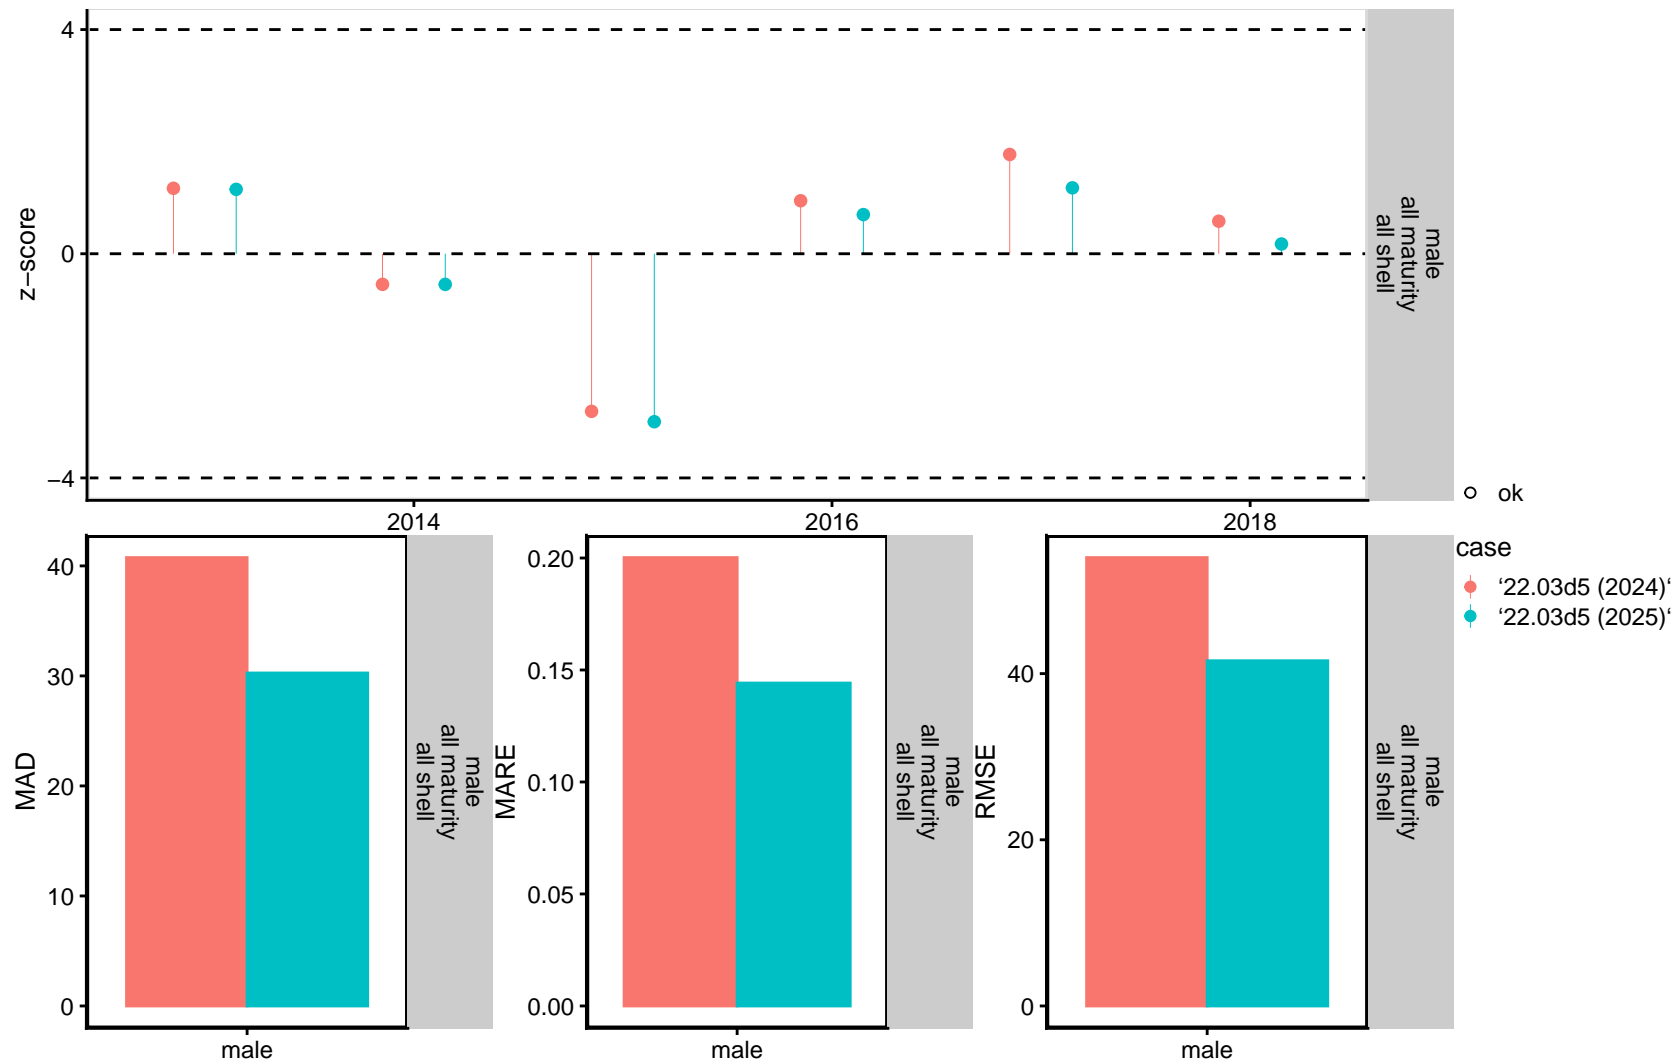 z−score
4
0
−4
2014
2016
2018
male
all maturity
all shell
ok
case
‘22.03d5 (2024)‘
‘22.03d5 (2025)‘
MAD
40
30
20
10
0
male
male
all maturity
all shell
MARE
0.20
0.15
0.10
0.05
0.00
male
male
all maturity
all shell
RMSE
40
20
0
male
male
all maturity
all shell